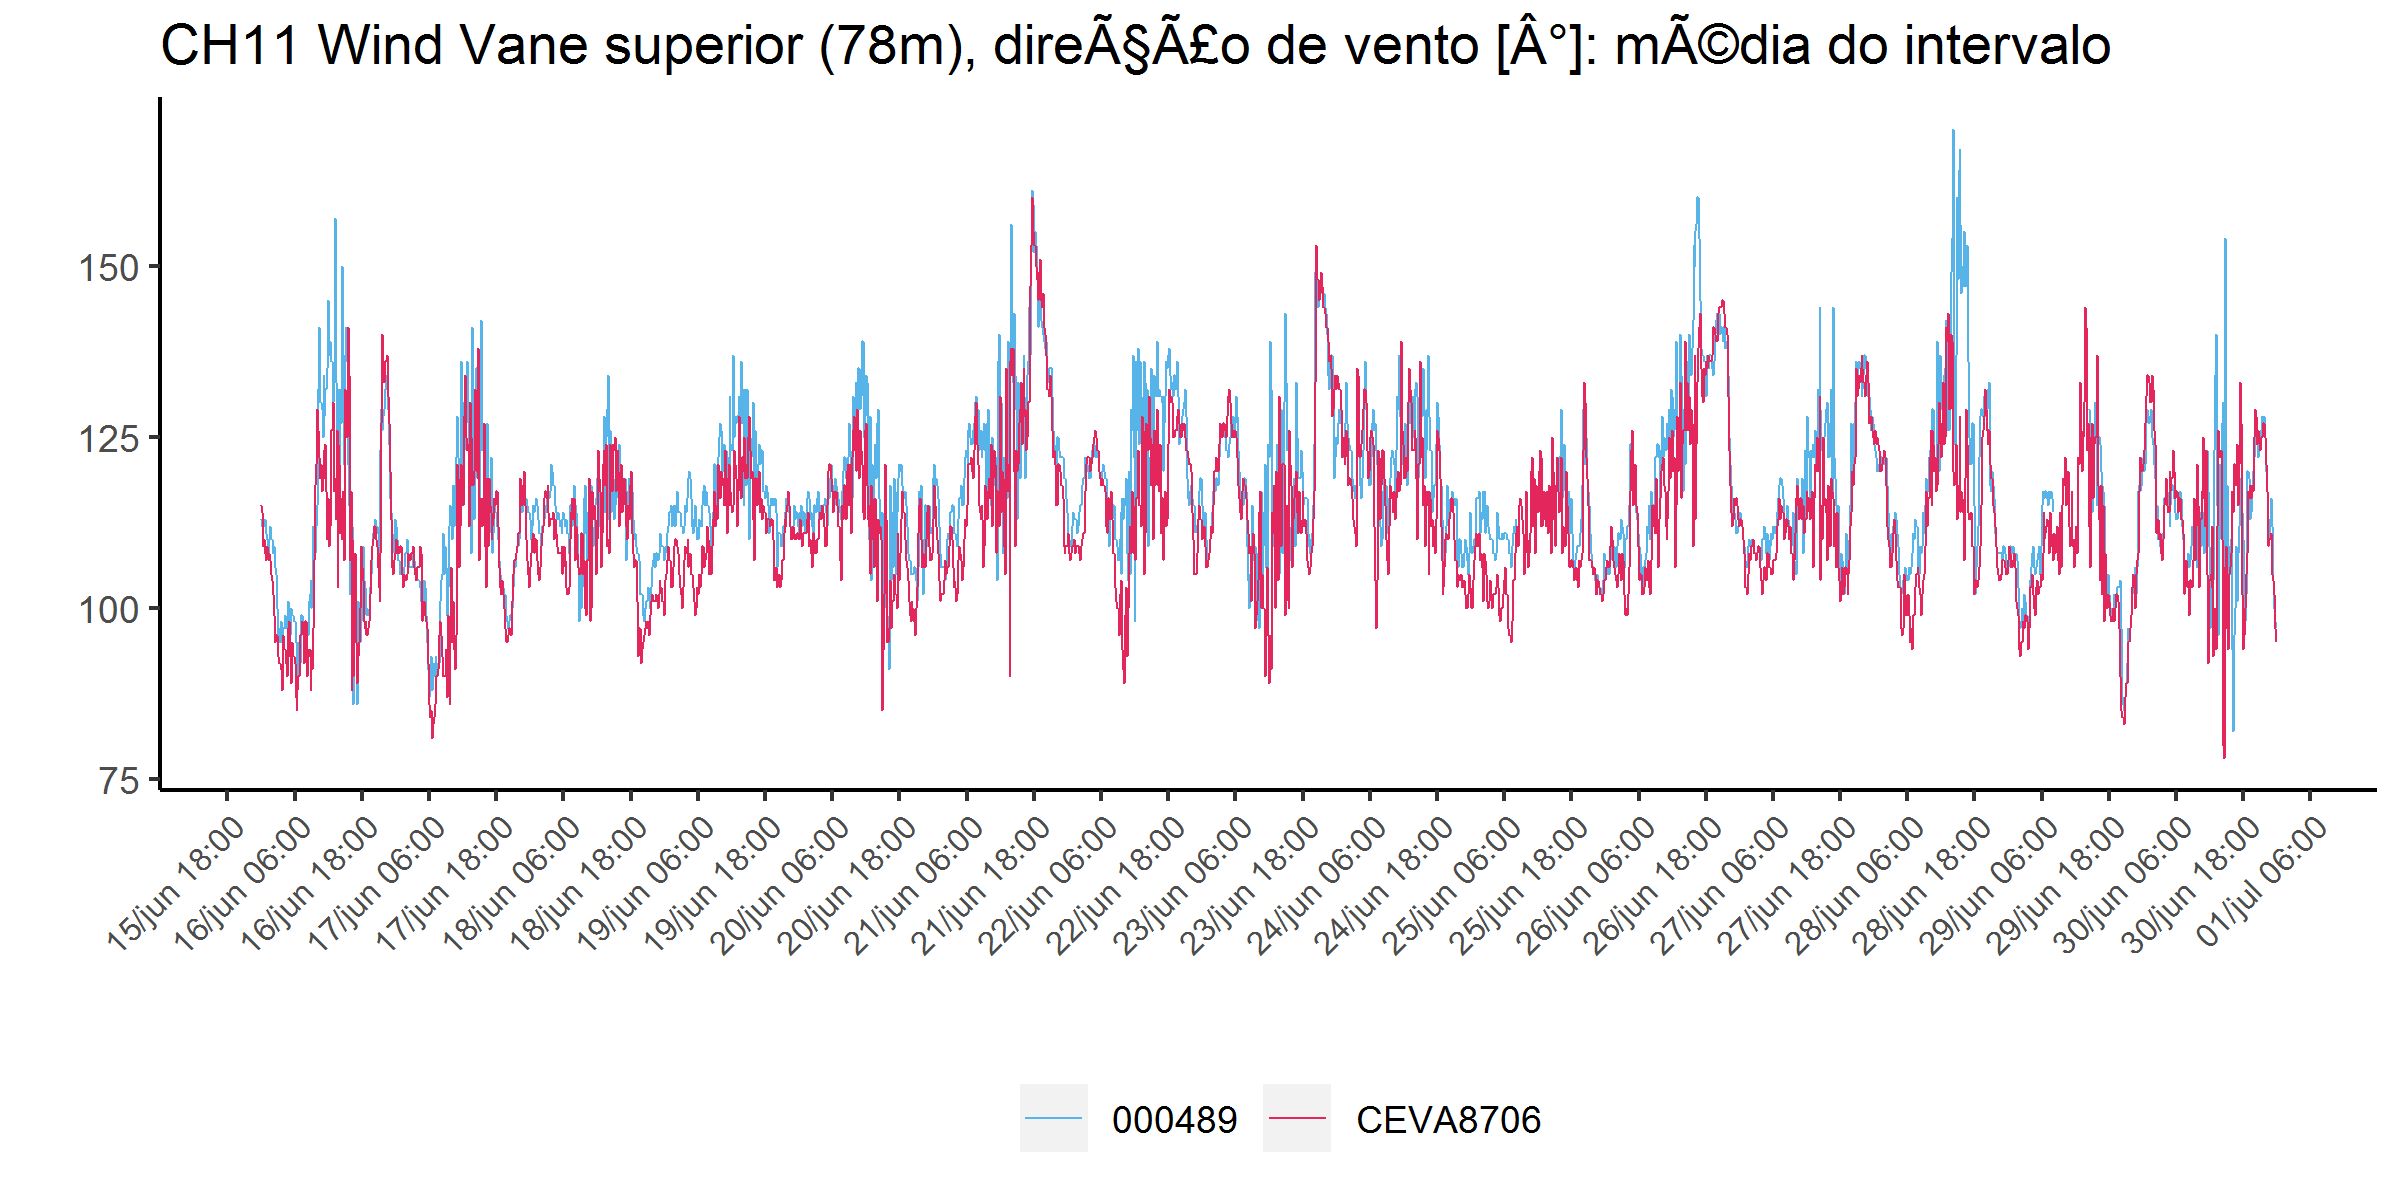 CH11 Wind Vane superior (78m), direÃ§Ã£o de vento [Â°]: mÃ©dia do intervalo
150
125
100
75
15/jun 18:00
16/jun 06:00
16/jun 18:00
17/jun 06:00
17/jun 18:00
18/jun 06:00
18/jun 18:00
19/jun 06:00
19/jun 18:00
20/jun 06:00
20/jun 18:00
21/jun 06:00
21/jun 18:00
22/jun 06:00
22/jun 18:00
23/jun 06:00
23/jun 18:00
24/jun 06:00
24/jun 18:00
25/jun 06:00
25/jun 18:00
26/jun 06:00
26/jun 18:00
27/jun 06:00
27/jun 18:00
28/jun 06:00
28/jun 18:00
29/jun 06:00
29/jun 18:00
30/jun 06:00
30/jun 18:00
01/jul 06:00
000489
CEVA8706